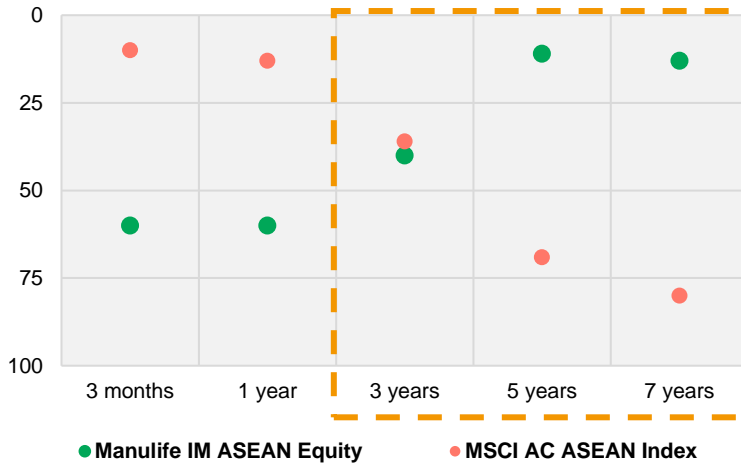 0
25
50
75
100
3 months 1 year 3 years 5 years 7 years
Manulife IM ASEAN Equity MSCI AC ASEAN Index